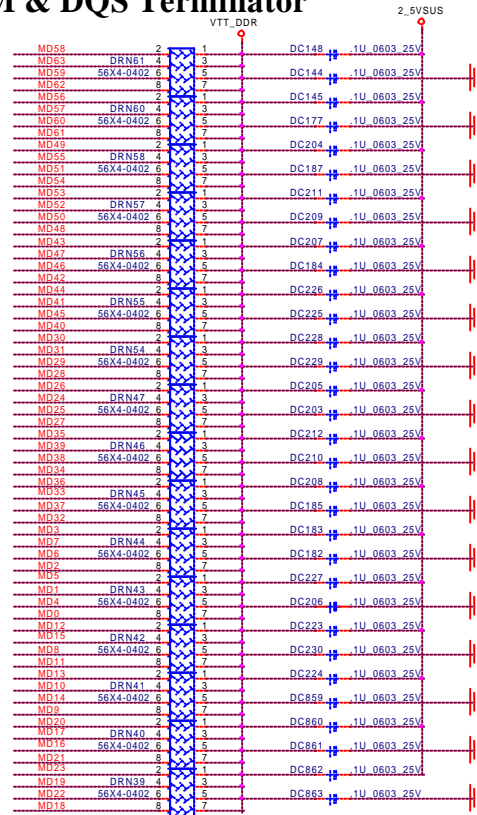 M & DQS Terminator
VTT_DDR 2_5VSUS
MD58 2 1 DC148 .1U_0603_25V
MD63 DRN61 4 3
MD59 56X4-0402 6 5 DC144 .1U_0603_25V
MD62 8 7
MD56 2 1 DC145 .1U_0603_25V
MD57 DRN60 4 3
MD60 56X4-0402 6 5 DC177 .1U_0603_25V
MD61 8 7
MD49 2 1 DC204 .1U_0603_25V
MD55 DRN58 4 3
MD51 56X4-0402 6 5 DC187 .1U_0603_25V
MD54 8 7
MD53 2 1 DC211 .1U_0603_25V
MD52 DRN57 4 3
MD50 56X4-0402 6 5 DC209 .1U_0603_25V
MD48 8 7
MD43 2 1 DC207 .1U_0603_25V
MD47 DRN56 4 3
MD46 56X4-0402 6 5 DC184 .1U_0603_25V
MD42 8 7
MD44 2 1 DC226 .1U_0603_25V
MD41 DRN55 4 3
MD45 56X4-0402 6 5 DC225 .1U_0603_25V
MD40 8 7
MD30 2 1 DC228 .1U_0603_25V
MD31 DRN54 4 3
MD29 56X4-0402 6 5 DC229 .1U_0603_25V
MD28 8 7
MD26 2 1 DC205 .1U_0603_25V
MD24 DRN47 4 3
MD25 56X4-0402 6 5 DC203 .1U_0603_25V
MD27 8 7
MD35 2 1 DC212 .1U_0603_25V
MD39 DRN46 4 3
MD38 56X4-0402 6 5 DC210 .1U_0603_25V
MD34 8 7
MD36 2 1 DC208 .1U_0603_25V
MD33 DRN45 4 3
MD37 56X4-0402 6 5 DC185 .1U_0603_25V
MD32 8 7
MD3 2 1 DC183 .1U_0603_25V
MD7 DRN44 4 3
MD6 56X4-0402 6 5 DC182 .1U_0603_25V
MD2 8 7
MD5 2 1 DC227 .1U_0603_25V
MD1 DRN43 4 3
MD4 56X4-0402 6 5 DC206 .1U_0603_25V
MD0 8 7
MD12 2 1 DC223 .1U_0603_25V
MD15 DRN42 4 3
MD8 56X4-0402 6 5 DC230 .1U_0603_25V
MD11 8 7
MD13 2 1 DC224 .1U_0603_25V
MD10 DRN41 4 3
MD14 56X4-0402 6 5 DC859 .1U_0603_25V
MD9 8 7
MD20 2 1 DC860 .1U_0603_25V
MD17 DRN40 4 3
MD16 56X4-0402 6 5 DC861 .1U_0603_25V
MD21 8 7
MD23 2 1 DC862 .1U_0603_25V
MD19 DRN39 4 3
MD22 56X4-0402 6 5 DC863 .1U_0603_25V
MD18 8 7